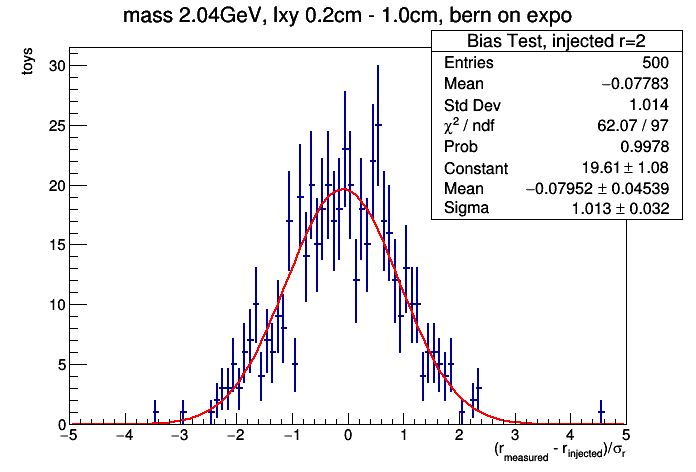 mass 2.04GeV, lxy 0.2cm - 1.0cm, bern on expo
Bias Test, injected r=2
Entries 500
Mean −0.07783
Std Dev 1.014
χ² / ndf 62.07 / 97
Prob 0.9978
Constant 19.61 ± 1.08
Mean −0.07952 ± 0.04539
Sigma 1.013 ± 0.032
toys
30
25
20
15
10
5
0
−5 −4 −3 −2 −1 0 1 2 3 4 5
(r_measured - r_injected)/σ_r